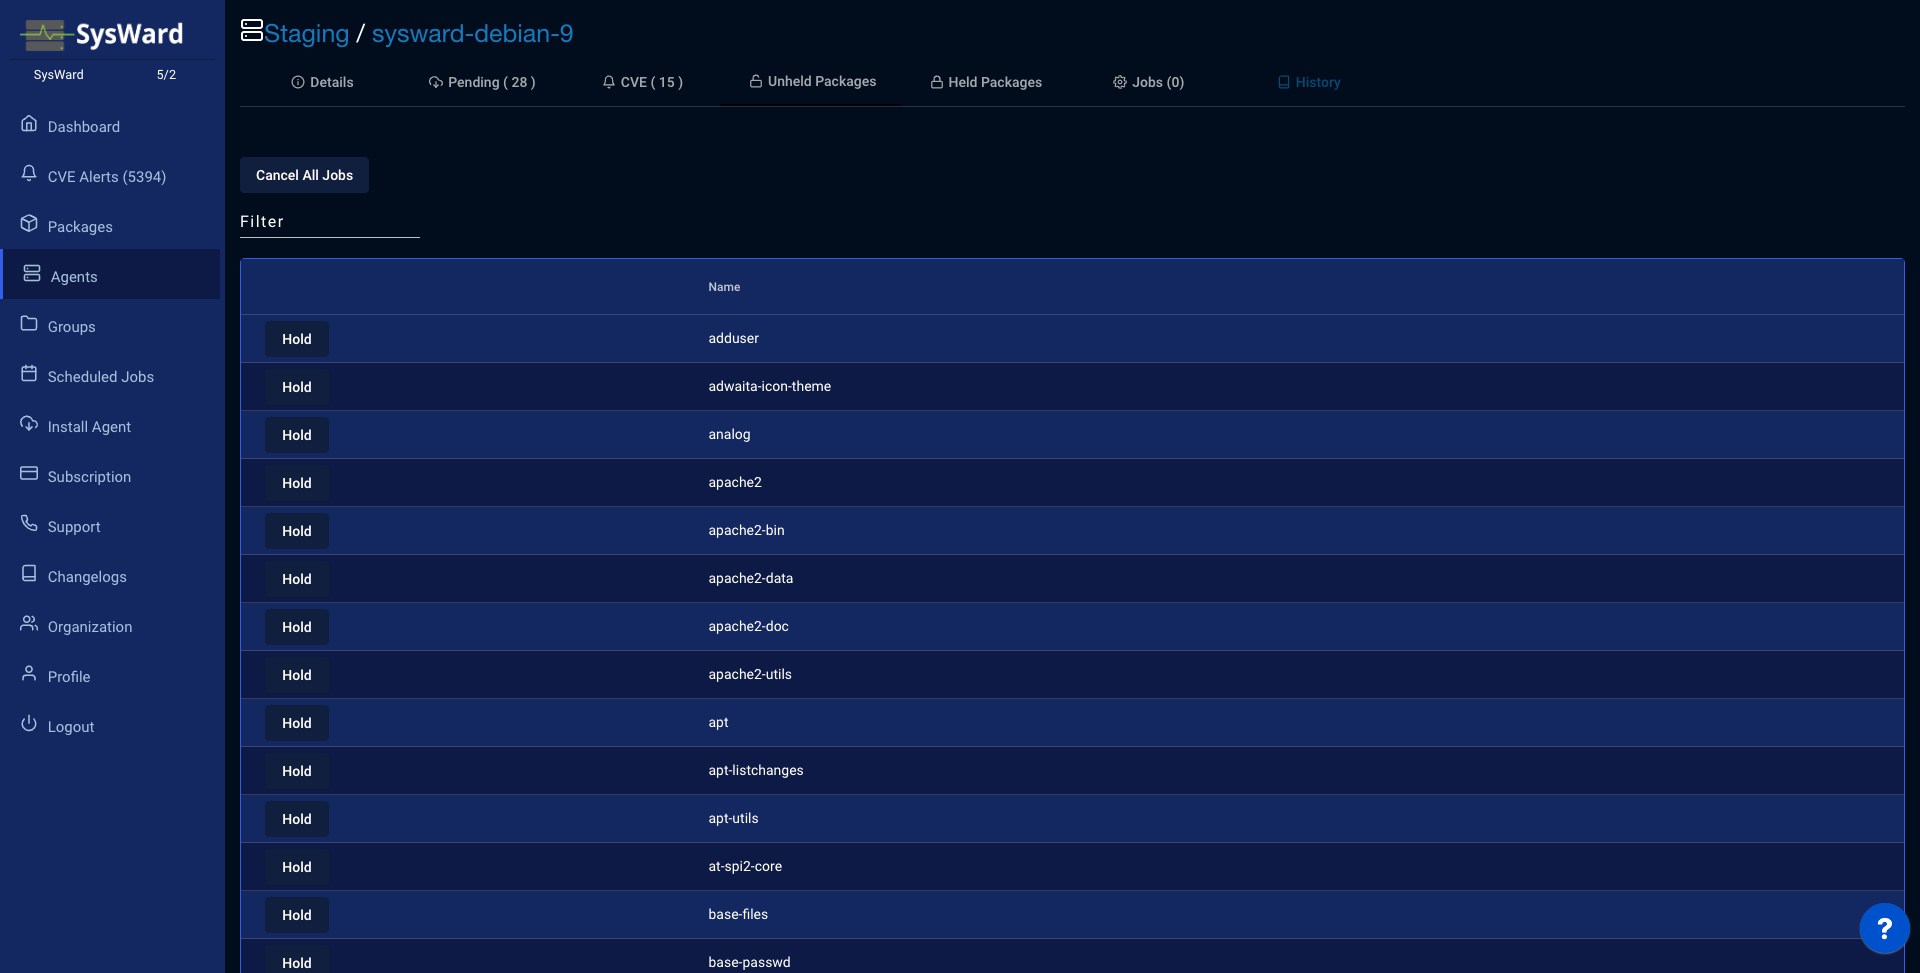 SysWard
SysWard 5/2
Dashboard
CVE Alerts (5394)
Packages
Agents
Groups
Scheduled Jobs
Install Agent
Subscription
Support
Changelogs
Organization
Profile
Logout
Staging / sysward-debian-9
Details Pending ( 28 ) CVE ( 15 ) Unheld Packages Held Packages Jobs (0) History
Cancel All Jobs
Filter
Name
Hold adduser
Hold adwaita-icon-theme
Hold analog
Hold apache2
Hold apache2-bin
Hold apache2-data
Hold apache2-doc
Hold apache2-utils
Hold apt
Hold apt-listchanges
Hold apt-utils
Hold at-spi2-core
Hold base-files
Hold base-passwd
?